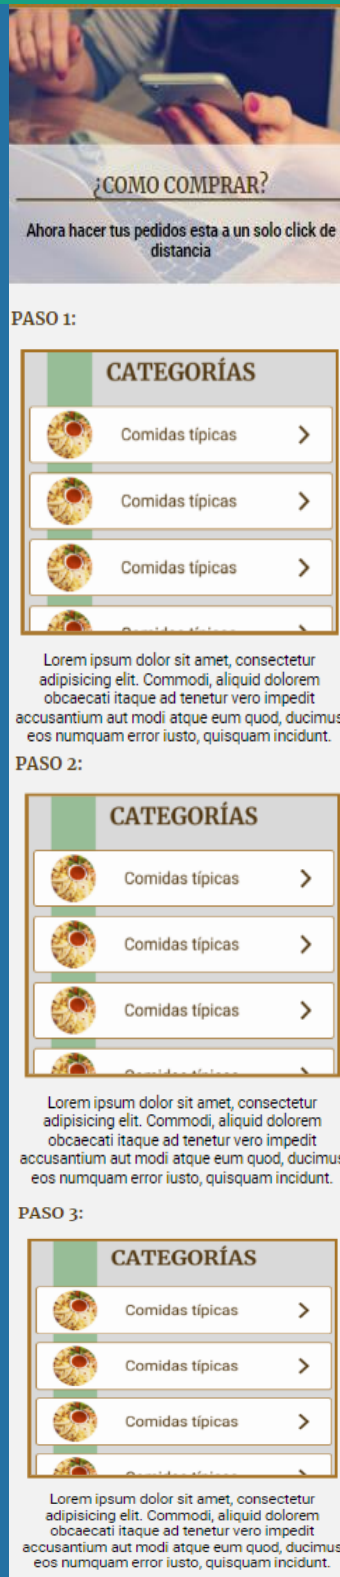 ¿COMO COMPRAR?
Ahora hacer tus pedidos esta a un solo click de
distancia
PASO 1:
CATEGORÍAS
Comidas típicas
Comidas típicas
Comidas típicas
Lorem ipsum dolor sit amet, consectetur
adipisicing elit. Commodi, aliquid dolorem
obcaecati itaque ad tenetur vero impedit
accusantium aut modi atque eum quod, ducimus
eos numquam error iusto, quisquam incidunt.
PASO 2:
CATEGORÍAS
Comidas típicas
Comidas típicas
Comidas típicas
Lorem ipsum dolor sit amet, consectetur
adipisicing elit. Commodi, aliquid dolorem
obcaecati itaque ad tenetur vero impedit
accusantium aut modi atque eum quod, ducimus
eos numquam error iusto, quisquam incidunt.
PASO 3:
CATEGORÍAS
Comidas típicas
Comidas típicas
Comidas típicas
Lorem ipsum dolor sit amet, consectetur
adipisicing elit. Commodi, aliquid dolorem
obcaecati itaque ad tenetur vero impedit
accusantium aut modi atque eum quod, ducimus
eos numquam error iusto, quisquam incidunt.